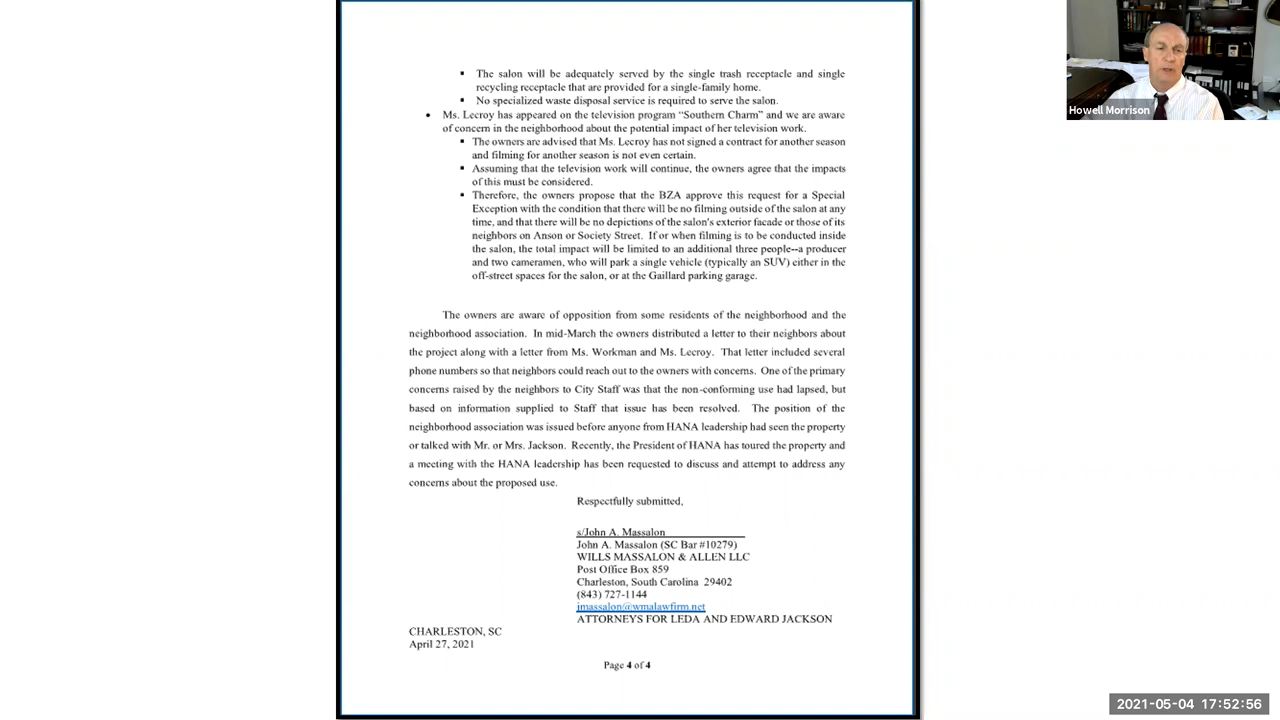 ▪ The salon will be adequately served by the single trash receptacle and single
recycling receptacle that are provided for a single-family home.
▪ No specialized waste disposal service is required to serve the salon.
• Ms. Lecroy has appeared on the television program “Southern Charm” and we are aware
of concern in the neighborhood about the potential impact of her television work.
▪ The owners are advised that Ms. Lecroy has not signed a contract for another season
and filming for another season is not even certain.
▪ Assuming that the television work will continue, the owners agree that the impacts
of this must be considered.
▪ Therefore, the owners propose that the BZA approve this request for a Special
Exception with the condition that there will be no filming outside of the salon at any
time, and that there will be no depictions of the salon's exterior facade or those of its
neighbors on Anson or Society Street. If or when filming is to be conducted inside
the salon, the total impact will be limited to an additional three people--a producer
and two cameramen, who will park a single vehicle (typically an SUV) either in the
off-street spaces for the salon, or at the Gaillard parking garage.
The owners are aware of opposition from some residents of the neighborhood and the
neighborhood association. In mid-March the owners distributed a letter to their neighbors about
the project along with a letter from Ms. Workman and Ms. Lecroy. That letter included several
phone numbers so that neighbors could reach out to the owners with concerns. One of the primary
concerns raised by the neighbors to City Staff was that the non-conforming use had lapsed, but
based on information supplied to Staff that issue has been resolved. The position of the
neighborhood association was issued before anyone from HANA leadership had seen the property
or talked with Mr. or Mrs. Jackson. Recently, the President of HANA has toured the property and
a meeting with the HANA leadership has been requested to discuss and attempt to address any
concerns about the proposed use.
Respectfully submitted,
s/John A. Massalon
John A. Massalon (SC Bar #10279)
WILLS MASSALON & ALLEN LLC
Post Office Box 859
Charleston, South Carolina 29402
(843) 727-1144
jmassalon@wmalawfirm.net
ATTORNEYS FOR LEDA AND EDWARD JACKSON
CHARLESTON, SC
April 27, 2021
Page 4 of 4
Howell Morrison
2021-05-04 17:52:56